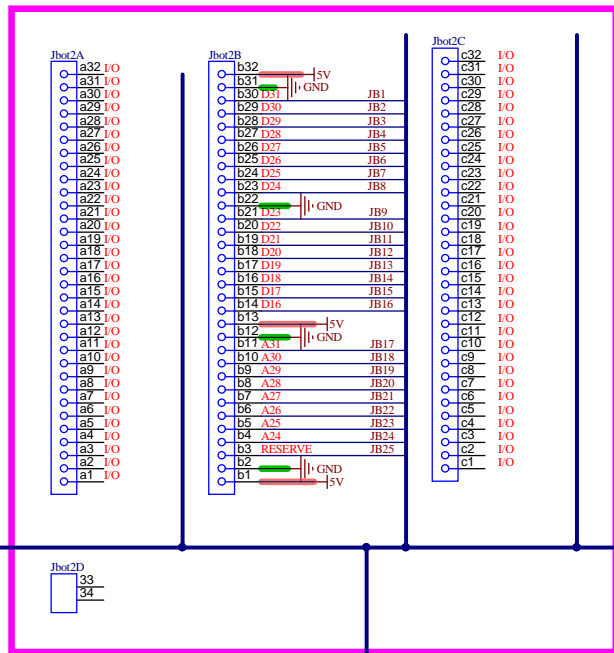 Jbot2A
a32 I/O
a31 I/O
a30 I/O
a29 I/O
a28 I/O
a27 I/O
a26 I/O
a25 I/O
a24 I/O
a23 I/O
a22 I/O
a21 I/O
a20 I/O
a19 I/O
a18 I/O
a17 I/O
a16 I/O
a15 I/O
a14 I/O
a13 I/O
a12 I/O
a11 I/O
a10 I/O
a9 I/O
a8 I/O
a7 I/O
a6 I/O
a5 I/O
a4 I/O
a3 I/O
a2 I/O
a1 I/O
Jbot2B
b32 5V
b31 GND
b30 D31 JB1
b29 D30 JB2
b28 D29 JB3
b27 D28 JB4
b26 D27 JB5
b25 D26 JB6
b24 D25 JB7
b23 D24 JB8
b22 GND
b21 D23 JB9
b20 D22 JB10
b19 D21 JB11
b18 D20 JB12
b17 D19 JB13
b16 D18 JB14
b15 D17 JB15
b14 D16 JB16
b13 5V
b12 GND
b11 A31 JB17
b10 A30 JB18
b9 A29 JB19
b8 A28 JB20
b7 A27 JB21
b6 A26 JB22
b5 A25 JB23
b4 A24 JB24
b3 RESERVE JB25
b2 GND
b1 5V
Jbot2C
c32 I/O
c31 I/O
c30 I/O
c29 I/O
c28 I/O
c27 I/O
c26 I/O
c25 I/O
c24 I/O
c23 I/O
c22 I/O
c21 I/O
c20 I/O
c19 I/O
c18 I/O
c17 I/O
c16 I/O
c15 I/O
c14 I/O
c13 I/O
c12 I/O
c11 I/O
c10 I/O
c9 I/O
c8 I/O
c7 I/O
c6 I/O
c5 I/O
c4 I/O
c3 I/O
c2 I/O
c1 I/O
Jbot2D
33
34